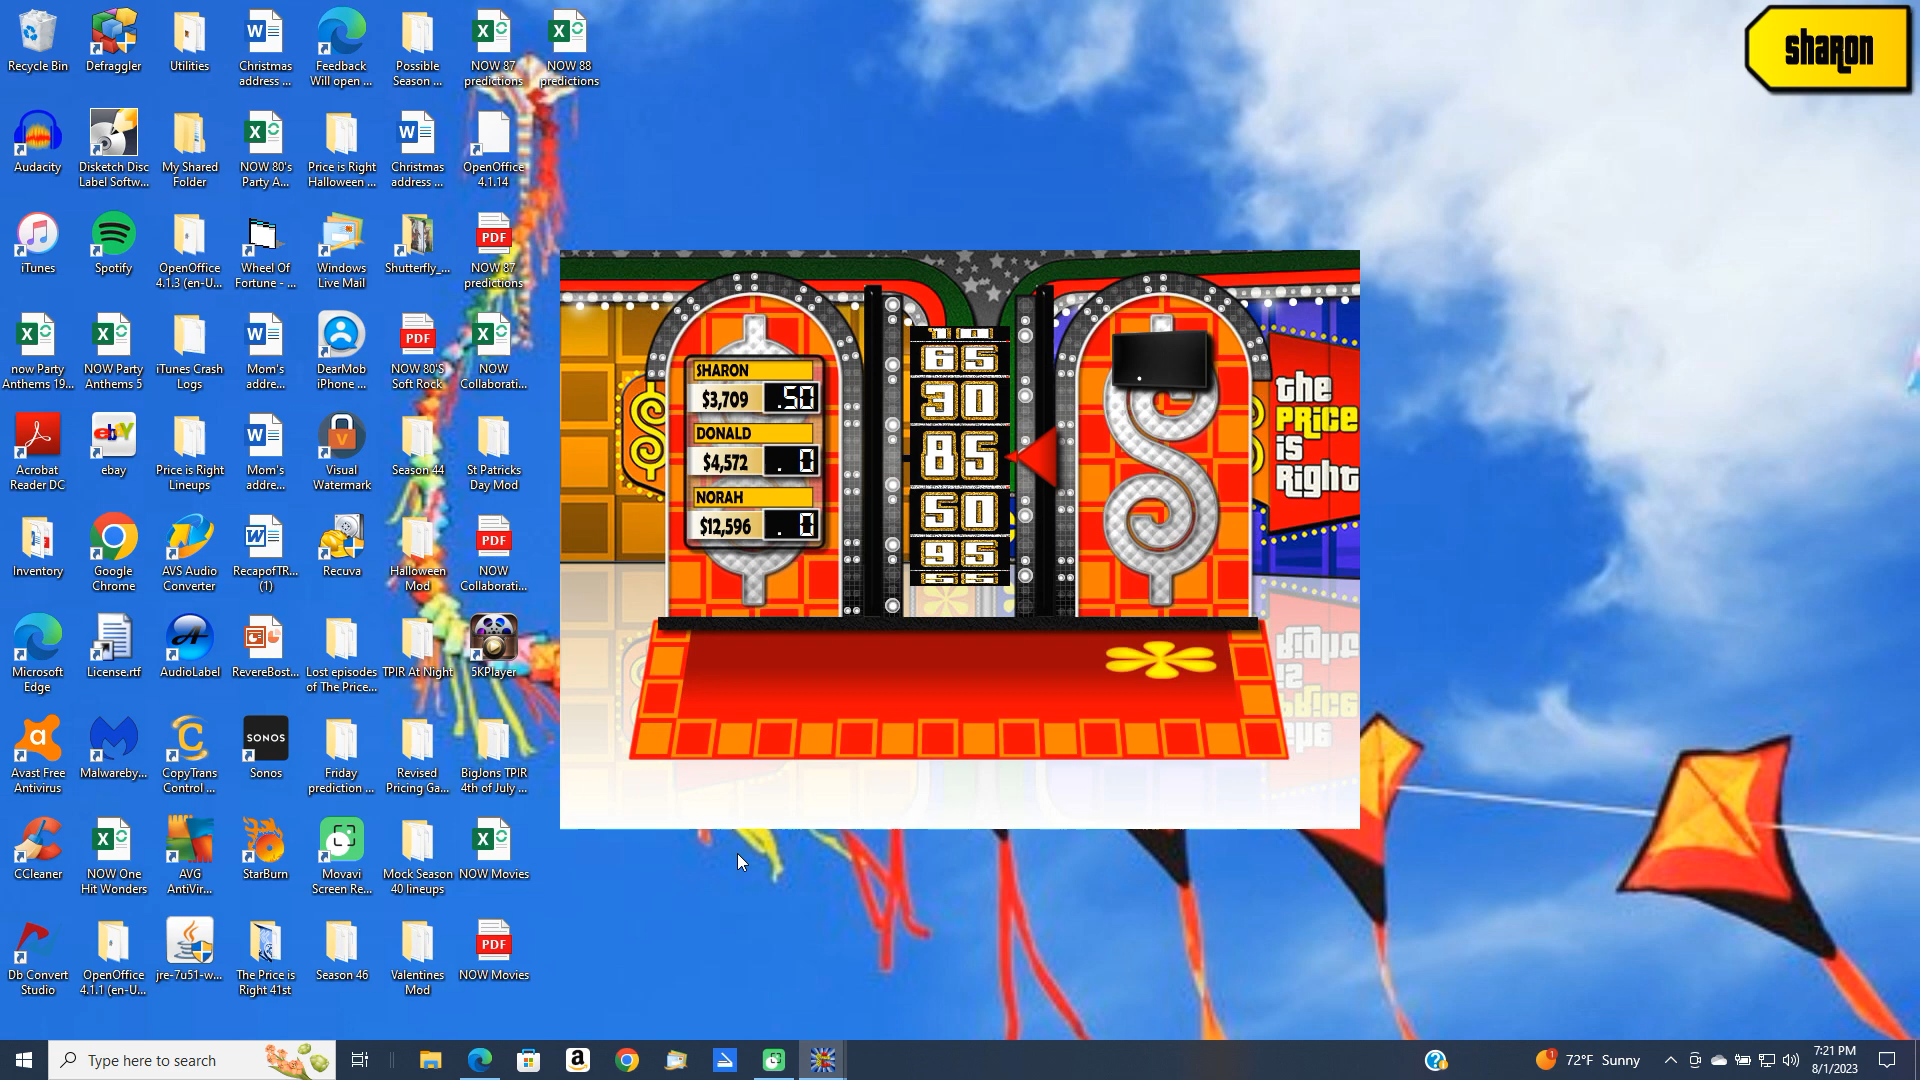 Recycle Bin
Defraggler
Utilities
Christmas
address ...
Feedback
Will open ...
Possible
Season ...
NOW 87
predictions
NOW 88
predictions
sharon
Audacity
Disketch Disc
Label Softw...
My Shared
Folder
NOW 80's
Party A...
Price is Right
Halloween ...
Christmas
address ...
OpenOffice
4.1.14
iTunes
Spotify
OpenOffice
4.1.3 (en-U...
Wheel Of
Fortune - ...
Windows
Live Mail
Shutterfly_...
PDF
NOW 87
predictions
now Party
Anthems 19...
NOW Party
Anthems 5
iTunes Crash
Logs
Mom's
addre...
DearMob
iPhone ...
PDF
NOW 80'S
Soft Rock
NOW
Collaborati...
Acrobat
Reader DC
ebay
ebay
Price is Right
Lineups
Mom's
addre...
Visual
Watermark
Season 44
St Patricks
Day Mod
Inventory
Google
Chrome
AVS Audio
Converter
RecapofTR...
(1)
Recuva
Halloween
Mod
PDF
NOW
Collaborati...
Microsoft
Edge
License.rtf
AudioLabel
RevereBost...
Lost episodes
of The Price...
TPIR At Night
5KPlayer
Avast Free
Antivirus
Malwareby...
CopyTrans
Control ...
SONOS
Sonos
Friday
prediction ...
Revised
Pricing Ga...
BigJons TPIR
4th of July ...
CCleaner
NOW One
Hit Wonders
AVG
AntiVir...
StarBurn
Movavi
Screen Re...
Mock Season
40 lineups
NOW Movies
Db Convert
Studio
OpenOffice
4.1.1 (en-U...
jre-7u51-w...
The Price is
Right 41st
Season 46
Valentines
Mod
PDF
NOW Movies
SHARON
$3,709 .50
DONALD
$4,572 . 0
NORAH
$12,596 . 0
65
30
85
50
95
the
PRICE
is
Right
Type here to search
72°F Sunny
7:21 PM
8/1/2023